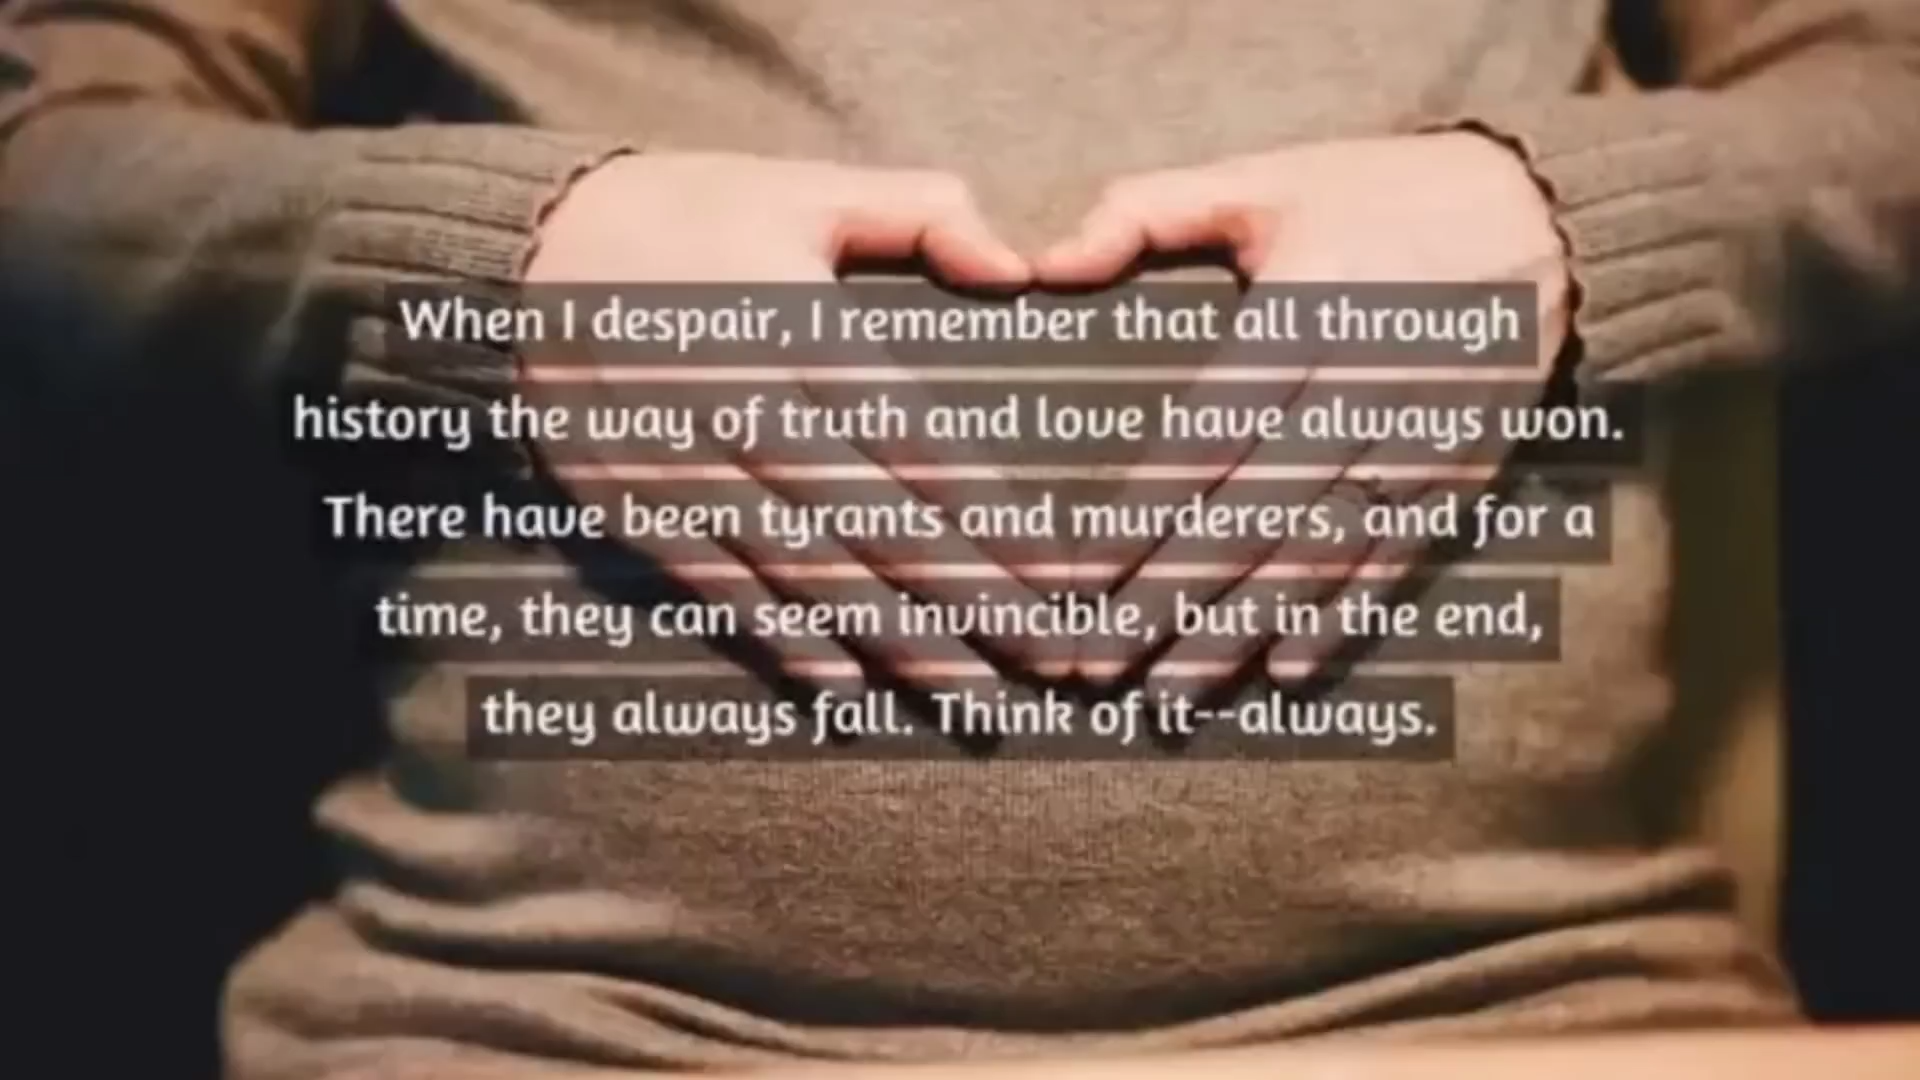 When I despair, I remember that all through
history the way of truth and love have always won.
There have been tyrants and murderers, and for a
time, they can seem invincible, but in the end,
they always fall. Think of it--always.